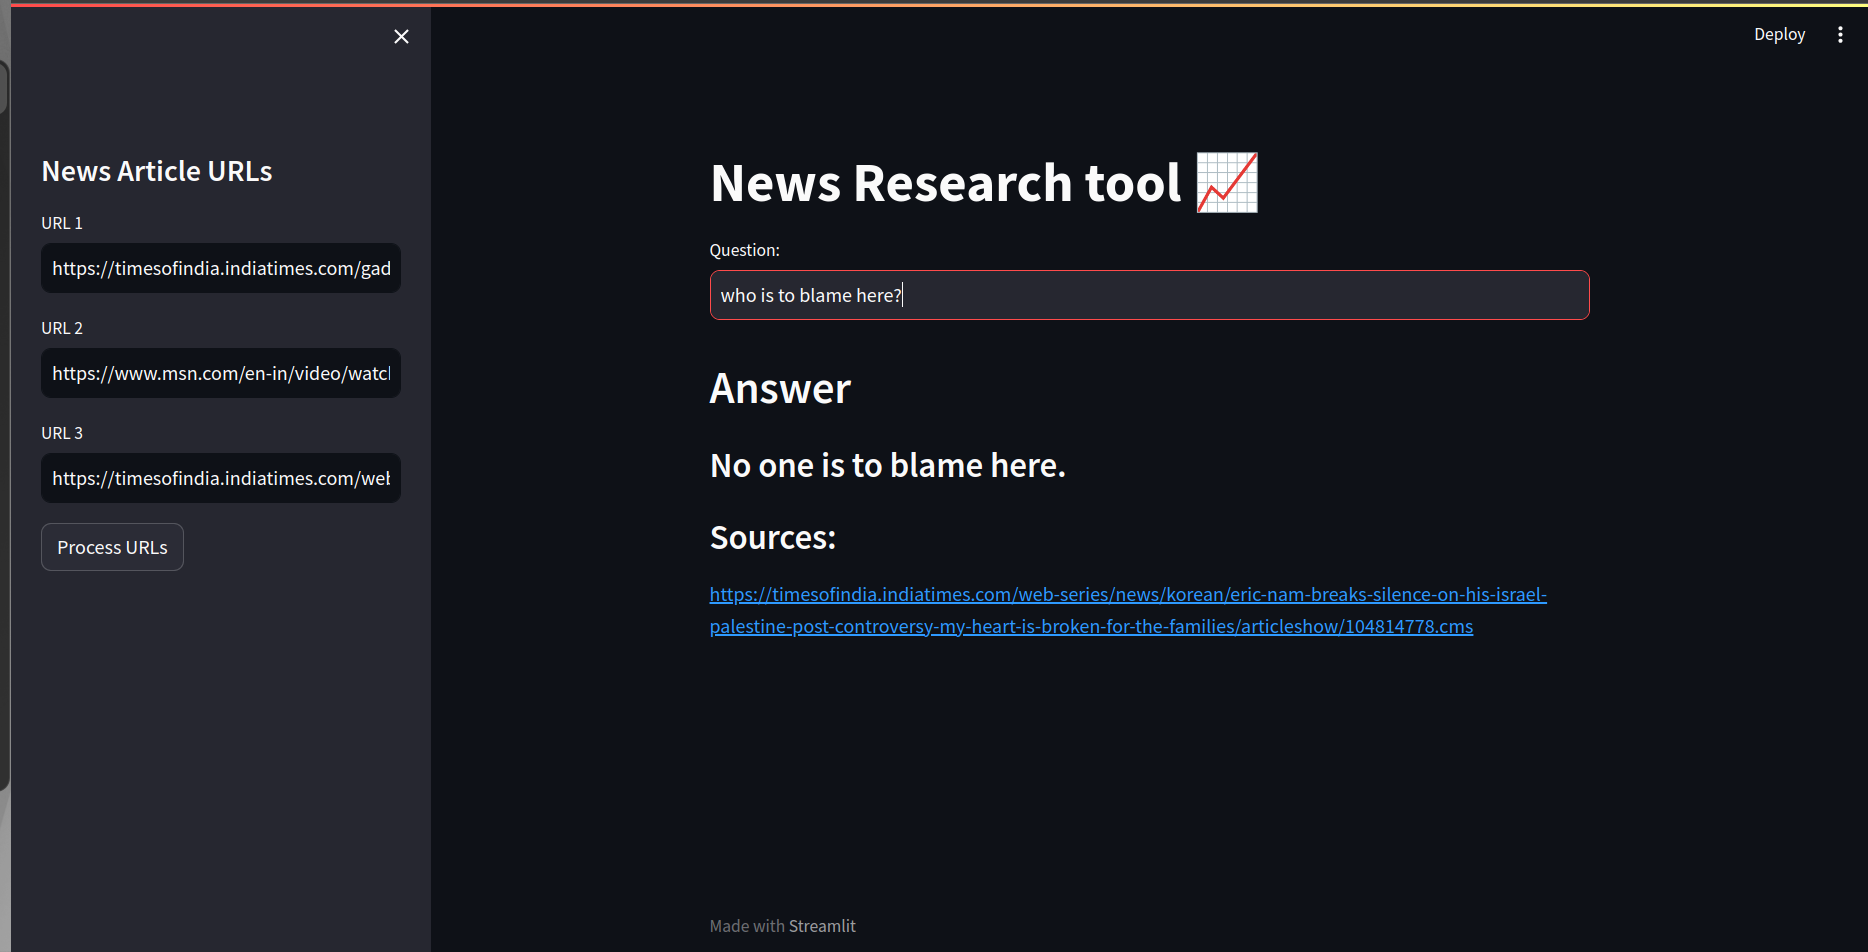 Deploy
News Article URLs
URL 1
https://timesofindia.indiatimes.com/gad
URL 2
https://www.msn.com/en-in/video/watcl
URL 3
https://timesofindia.indiatimes.com/web
Process URLs
News Research tool
Question:
who is to blame here?
Answer
No one is to blame here.
Sources:
https://timesofindia.indiatimes.com/web-series/news/korean/eric-nam-breaks-silence-on-his-israel-
palestine-post-controversy-my-heart-is-broken-for-the-families/articleshow/104814778.cms
Made with Streamlit